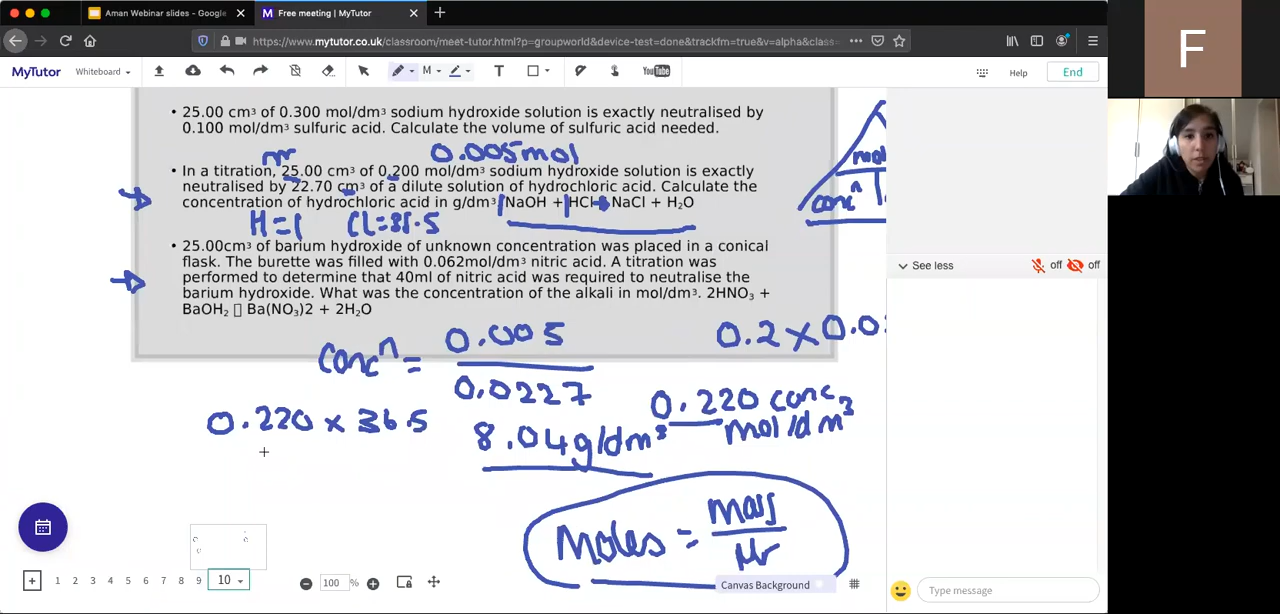 Aman Webinar slides - Google
Free meeting | MyTutor
https://www.mytutor.co.uk/classroom/meet-tutor.html?p=groupworld&device-test=done&trackfm=true&v=alpha&class=
MyTutor
Whiteboard
M
T
YouTube
Help
End
F
• 25.00 cm³ of 0.300 mol/dm³ sodium hydroxide solution is exactly neutralised by
0.100 mol/dm³ sulfuric acid. Calculate the volume of sulfuric acid needed.
0.005mol
• In a titration, 25.00 cm³ of 0.200 mol/dm³ sodium hydroxide solution is exactly
neutralised by 22.70 cm³ of a dilute solution of hydrochloric acid. Calculate the
concentration of hydrochloric acid in g/dm³ NaOH + HCl NaCl + H₂O
H=1 Cl=35.5
mol
concⁿ
• 25.00cm³ of barium hydroxide of unknown concentration was placed in a conical
flask. The burette was filled with 0.062mol/dm³ nitric acid. A titration was
performed to determine that 40ml of nitric acid was required to neutralise the
barium hydroxide. What was the concentration of the alkali in mol/dm³. 2HNO₃ +
BaOH₂ ▯ Ba(NO₃)2 + 2H₂O
concⁿ = 0.005
0.0227
0.2 × 0.0
0.220 × 36.5
8.04g/dm³
0.220 conc
mol/dm³
Moles = mass
Mr
See less
off
off
Canvas Background
1 2 3 4 5 6 7 8 9 10
100 %
Type message